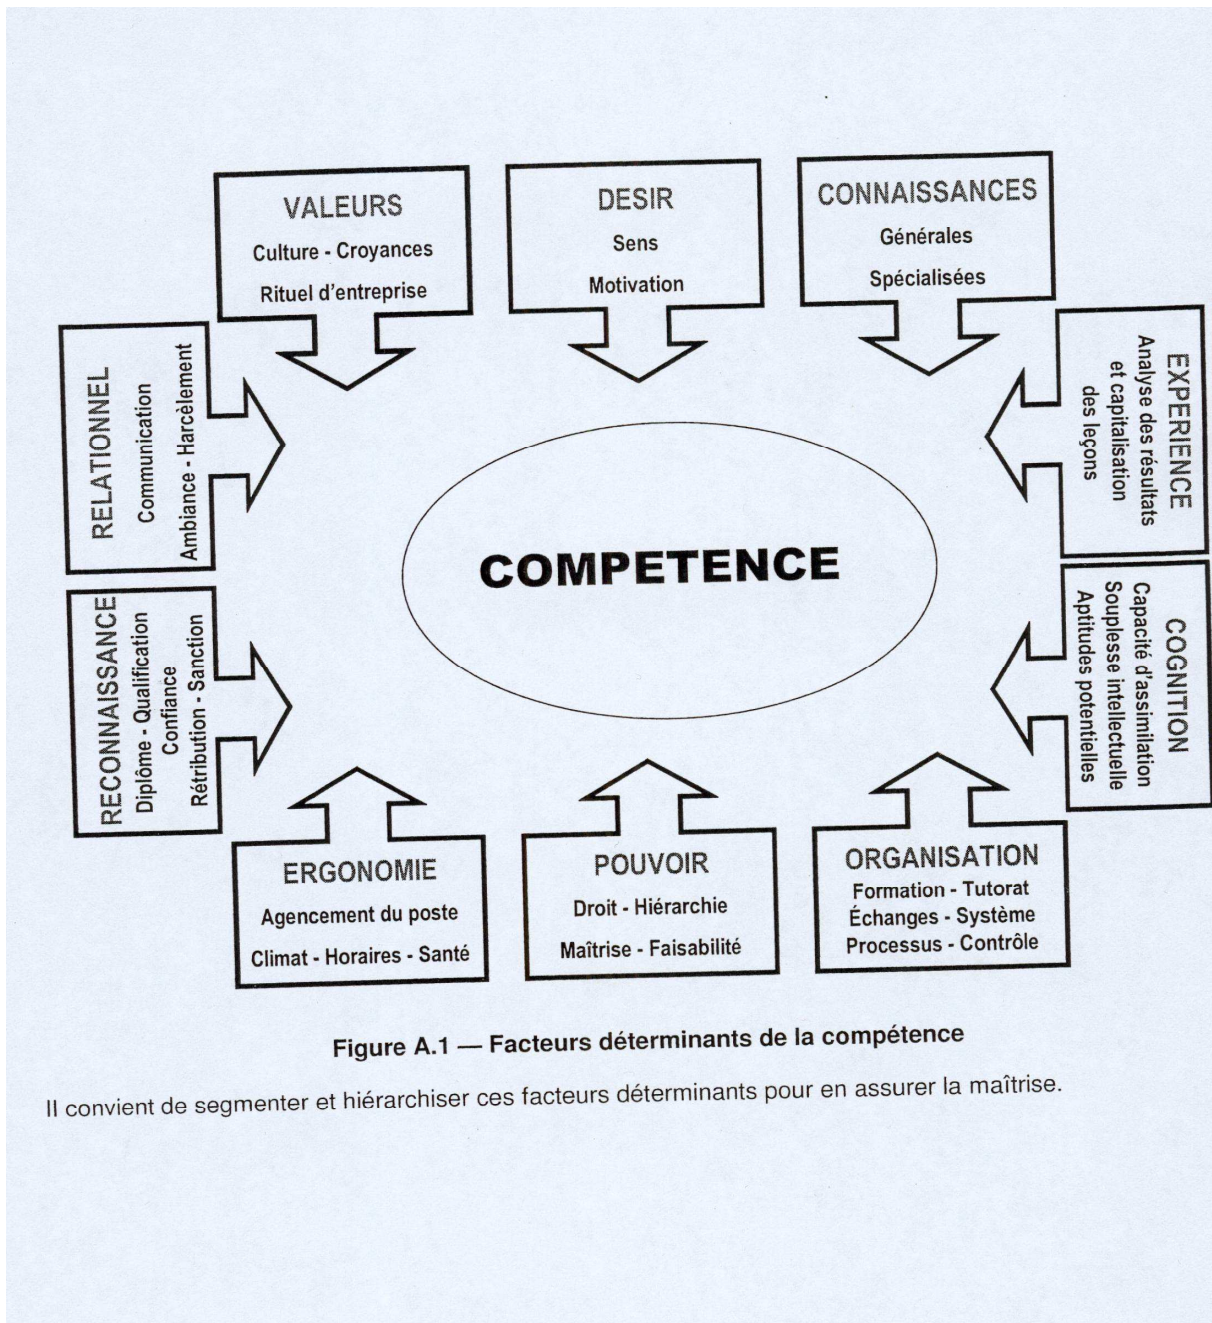 VALEURS
Culture - Croyances
Rituel d'entreprise
DESIR
Sens
Motivation
CONNAISSANCES
Générales
Spécialisées
RELATIONNEL
Communication
Ambiance - Harcèlement
EXPERIENCE
Analyse des résultats
et capitalisation
des leçons
COMPETENCE
RECONNAISSANCE
Diplôme - Qualification
Confiance
Rétribution - Sanction
COGNITION
Capacité d'assimilation
Souplesse intellectuelle
Aptitudes potentielles
ERGONOMIE
Agencement du poste
Climat - Horaires - Santé
POUVOIR
Droit - Hiérarchie
Maîtrise - Faisabilité
ORGANISATION
Formation - Tutorat
Échanges - Système
Processus - Contrôle
Figure A.1 — Facteurs déterminants de la compétence
Il convient de segmenter et hiérarchiser ces facteurs déterminants pour en assurer la maîtrise.